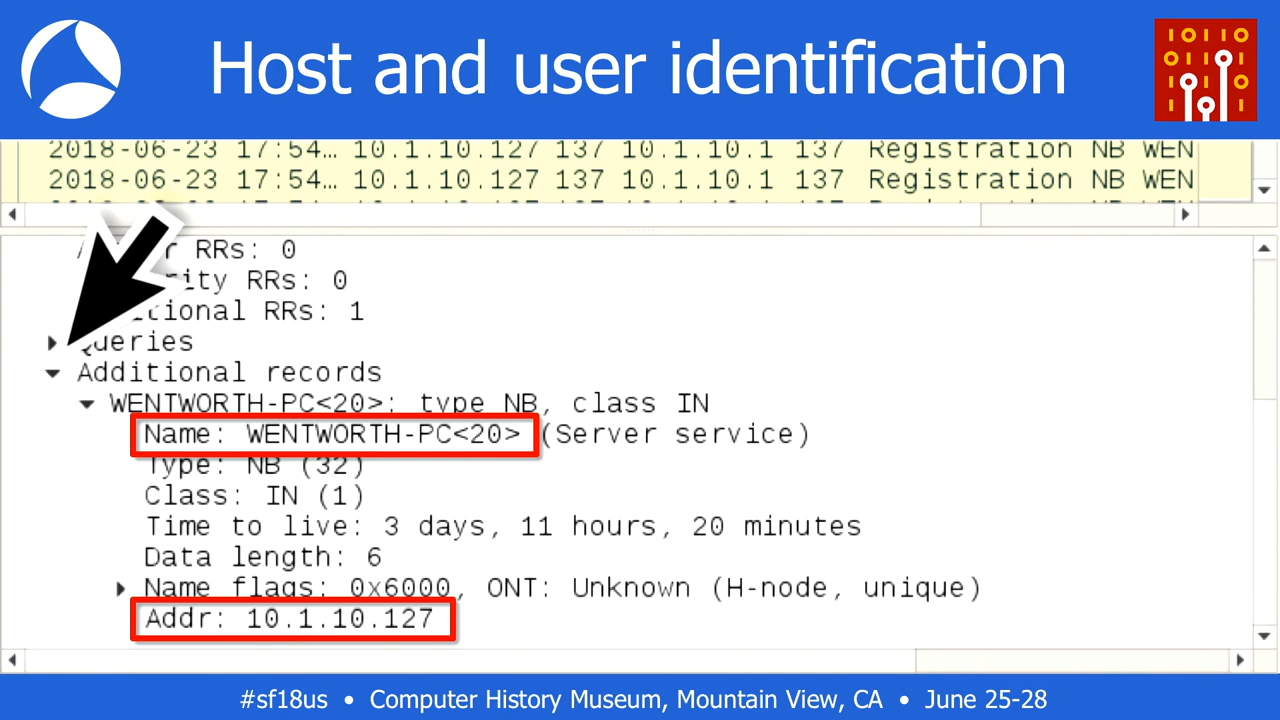 Host and user identification
2018-06-23 17:54… 10.1.10.127 137 10.1.10.1 137 Registration NB WEN
2018-06-23 17:54… 10.1.10.127 137 10.1.10.1 137 Registration NB WEN
RRs: 0
RRs: 0
RRs: 1
Queries
Additional records
WENTWORTH-PC<20>: type NB, class IN
Name: WENTWORTH-PC<20> (Server service)
Type: NB (32)
Class: IN (1)
Time to live: 3 days, 11 hours, 20 minutes
Data length: 6
Name flags: 0x6000, ONT: Unknown (H-node, unique)
Addr: 10.1.10.127
#sf18us • Computer History Museum, Mountain View, CA • June 25-28